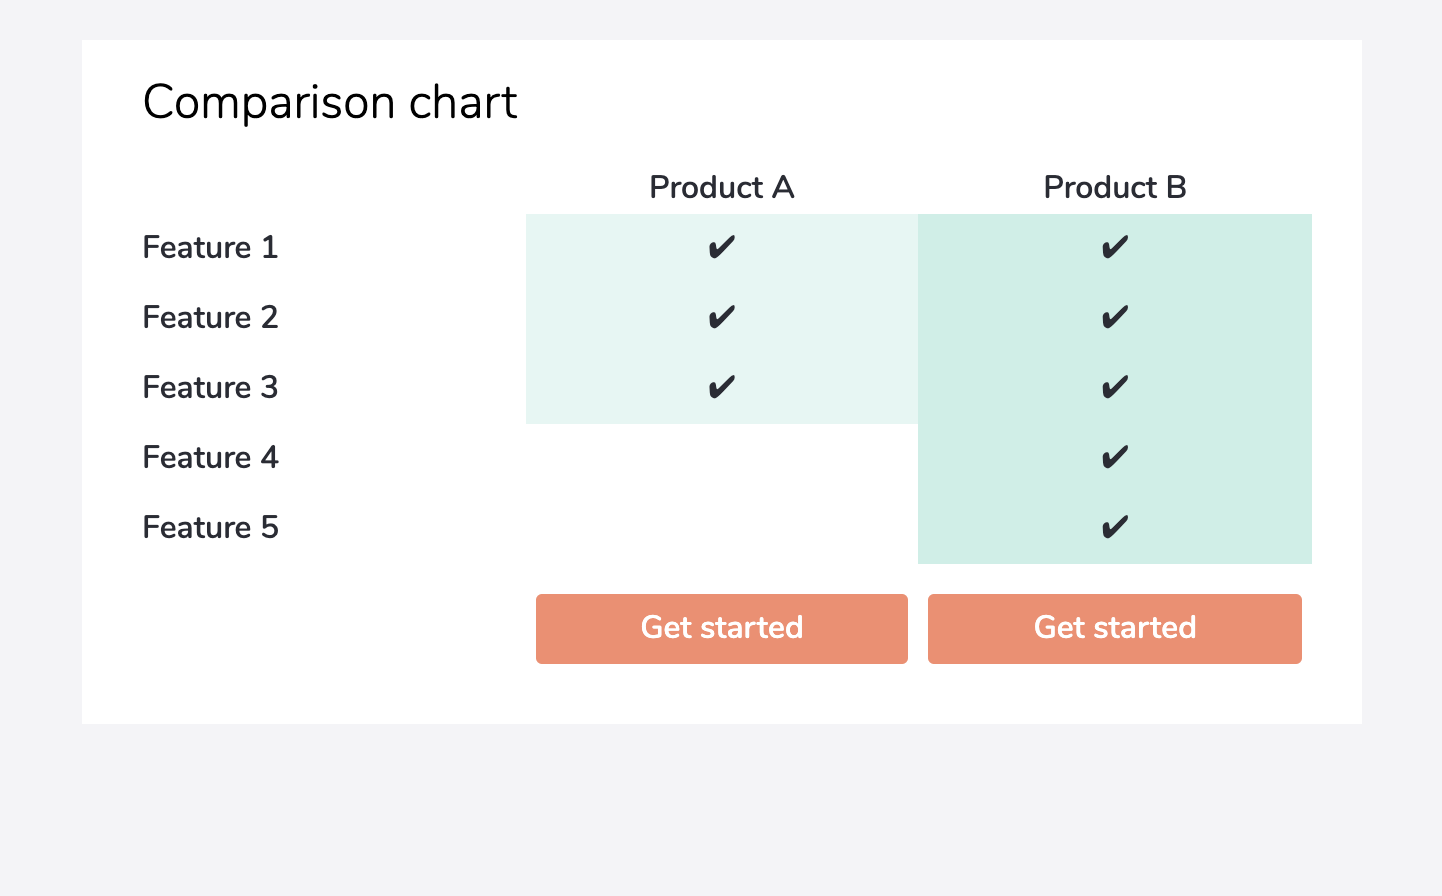 Comparison chart
Product A Product B
Feature 1 ✔ ✔
Feature 2 ✔ ✔
Feature 3 ✔ ✔
Feature 4 ✔
Feature 5 ✔
Get started Get started